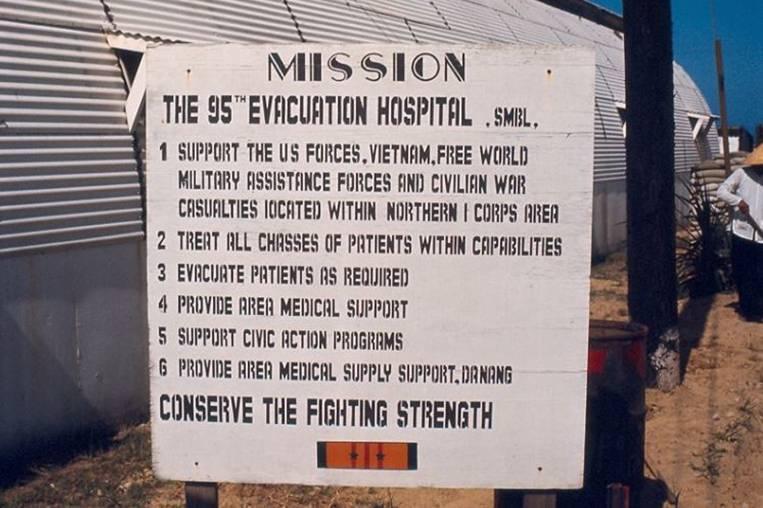 MISSION
THE 95TH EVACUATION HOSPITAL , SMBL,
1 SUPPORT THE US FORCES, VIETNAM, FREE WORLD
MILITARY ASSISTANCE FORCES AND CIVILIAN WAR
CASUALTIES IOCATED WITHIN NORTHERN I CORPS AREA
2 TREAT ALL CHASSES OF PATIENTS WITHIN CAPABILITIES
3 EVACUATE PATIENTS AS REQUIRED
4 PROVIDE AREA MEDICAL SUPPORT
5 SUPPORT CIVIC ACTION PROGRAMS
6 PROVIDE AREA MEDICAL SUPPLY SUPPORT, DANANG
CONSERVE THE FIGHTING STRENGTH